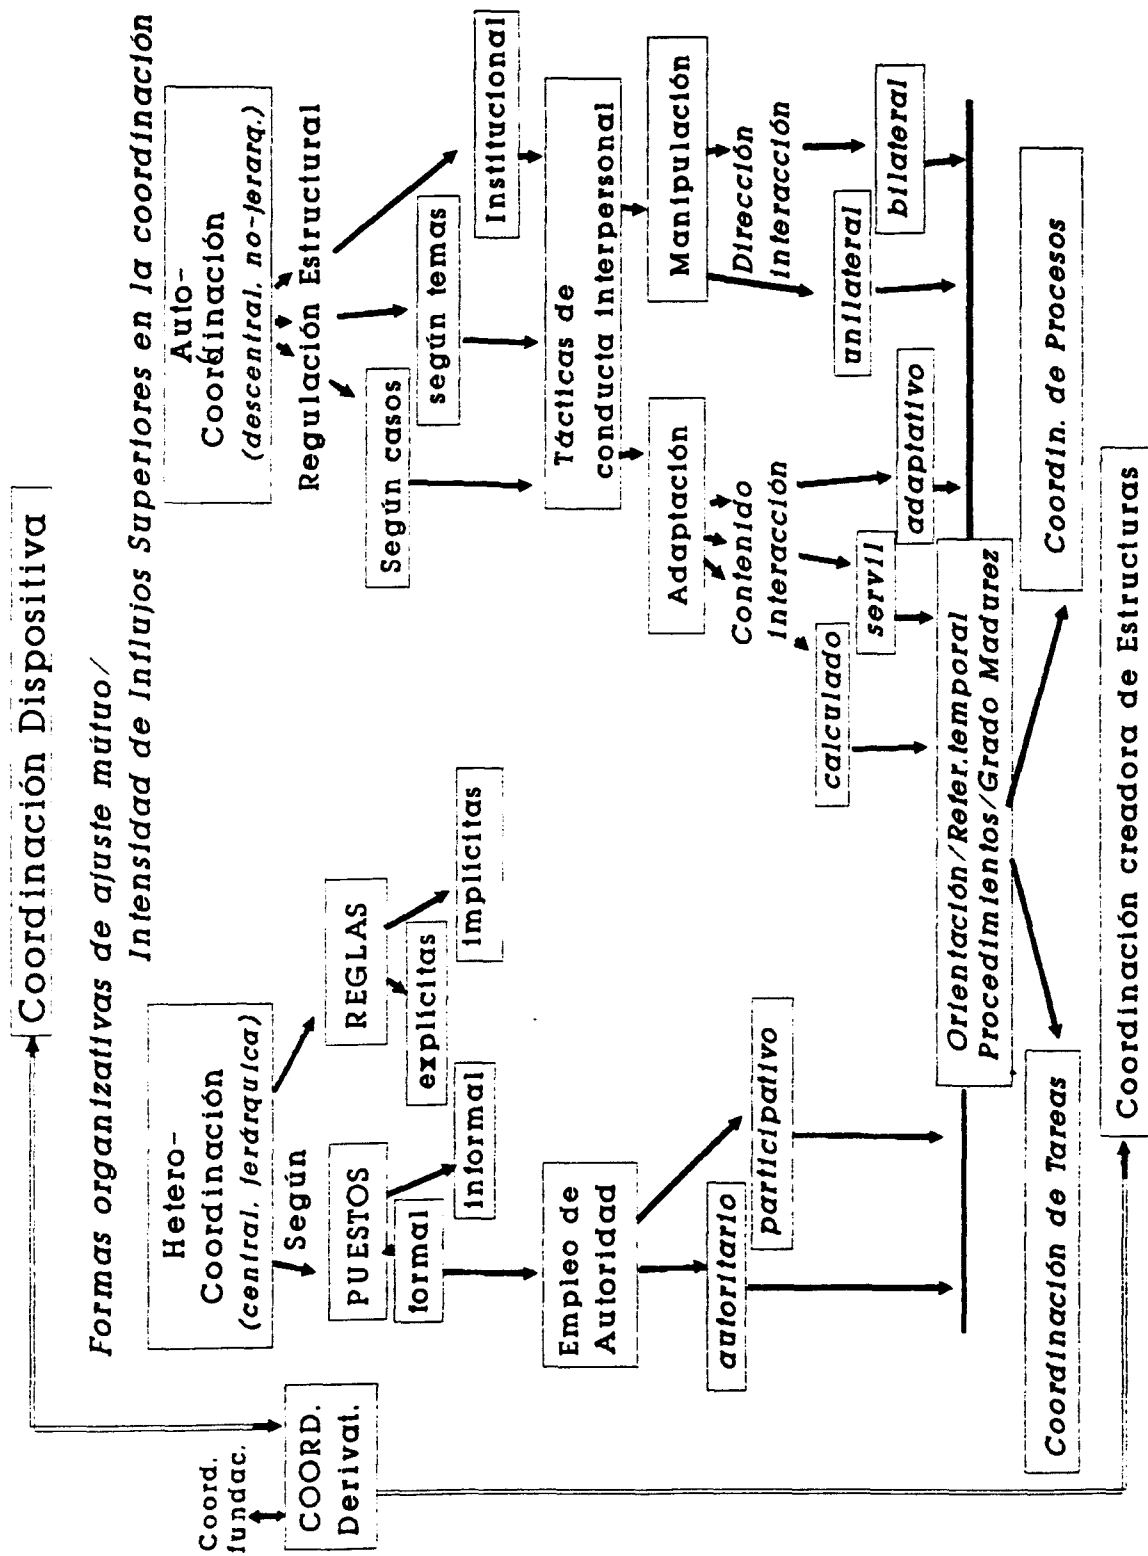 Coordinación Dispositiva
Formas organizativas de ajuste mútuo/
Intensidad de Influjos Superiores en la coordinación
Coord.
fundac.
COORD.
Derivat.
Hetero-
Coordinación
(central, jerárquica)
Según
PUESTOS
formal
informal
REGLAS
explícitas
implícitas
Empleo de
Autoridad
autoritario
participativo
Auto-
Coordinación
(descentral, no-jerarq.)
Regulación Estructural
Según casos
según temas
Institucional
Tácticas de
conducta interpersonal
Adaptación
Contenido
interacción
calculado
servil
adaptativo
Manipulación
Dirección
interacción
unilateral
bilateral
Orientación/Refer.temporal
Procedimientos/Grado Madurez
Coordinación de Tareas
Coordin. de Procesos
Coordinación creadora de Estructuras